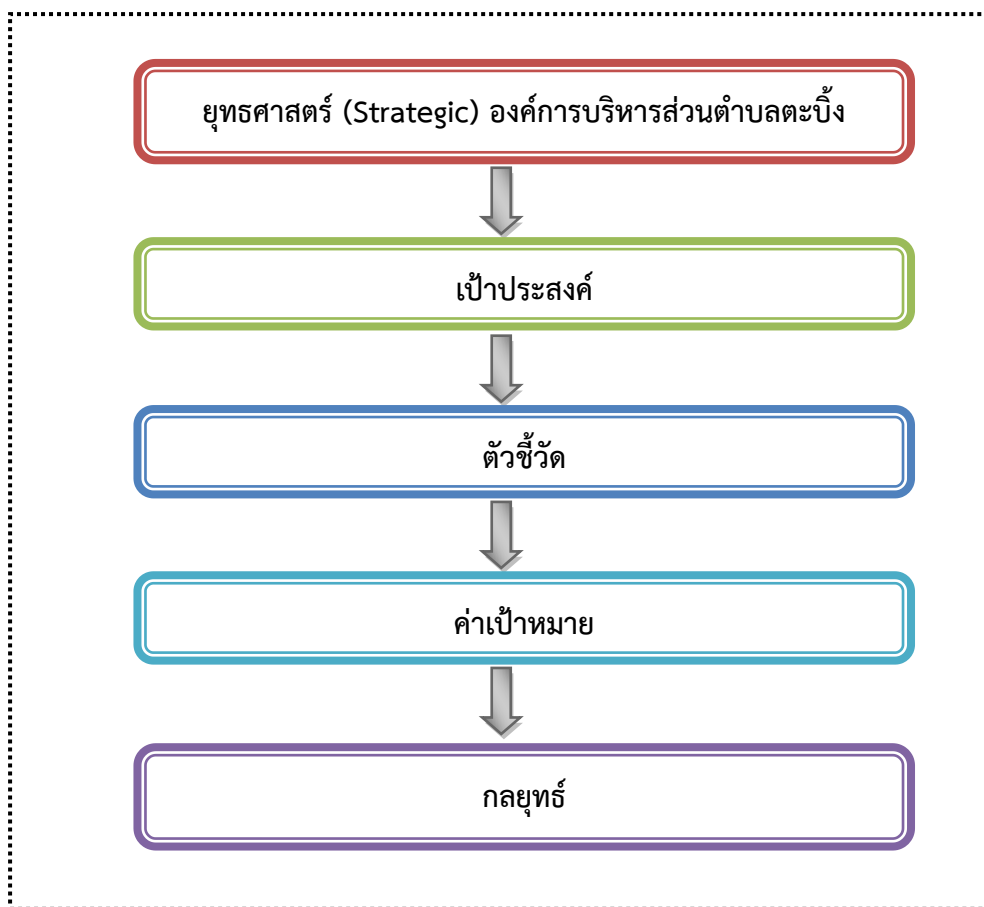 ยุทธศาสตร์ (Strategic) องค์การบริหารส่วนตำบลตะบิ้ง
เป้าประสงค์
ตัวชี้วัด
ค่าเป้าหมาย
กลยุทธ์